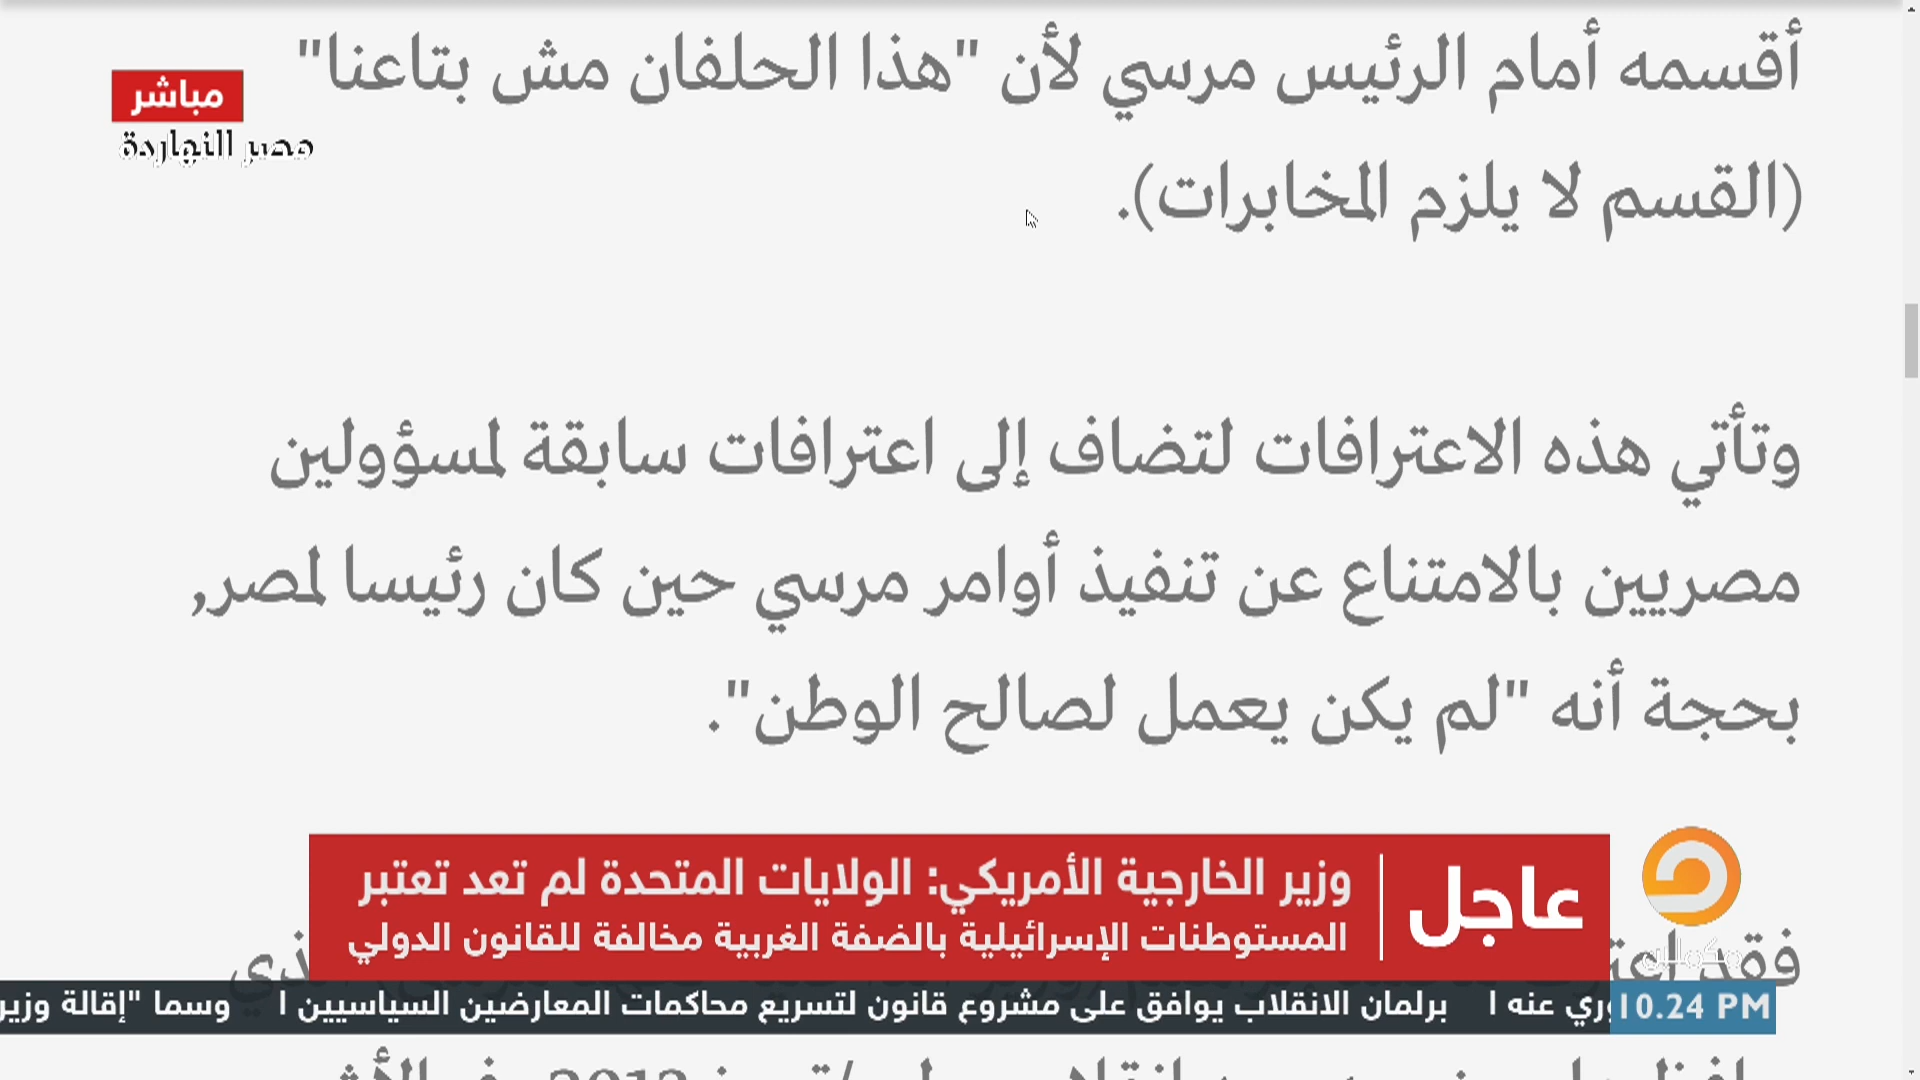 أقسمه أمام الرئيس مرسي لأن "هذا الحلفان مش بتاعنا"
مباشر
مصر النهاردة
(القسم لا يلزم المخابرات).
وتأتي هذه الاعترافات لتضاف إلى اعترافات سابقة لمسؤولين
مصريين بالامتناع عن تنفيذ أوامر مرسي حين كان رئيسا لمصر,
بحجة أنه "لم يكن يعمل لصالح الوطن".
عاجل
وزير الخارجية الأمريكي: الولايات المتحدة لم تعد تعتبر
المستوطنات الإسرائيلية بالضفة الغربية مخالفة للقانون الدولي
مكملين
فقد
عنه ا برلمان الانقلاب يوافق على مشروع قانون لتسريع محاكمات المعارضين السياسيين ا وسما "إقالة وزير
10.24 PM